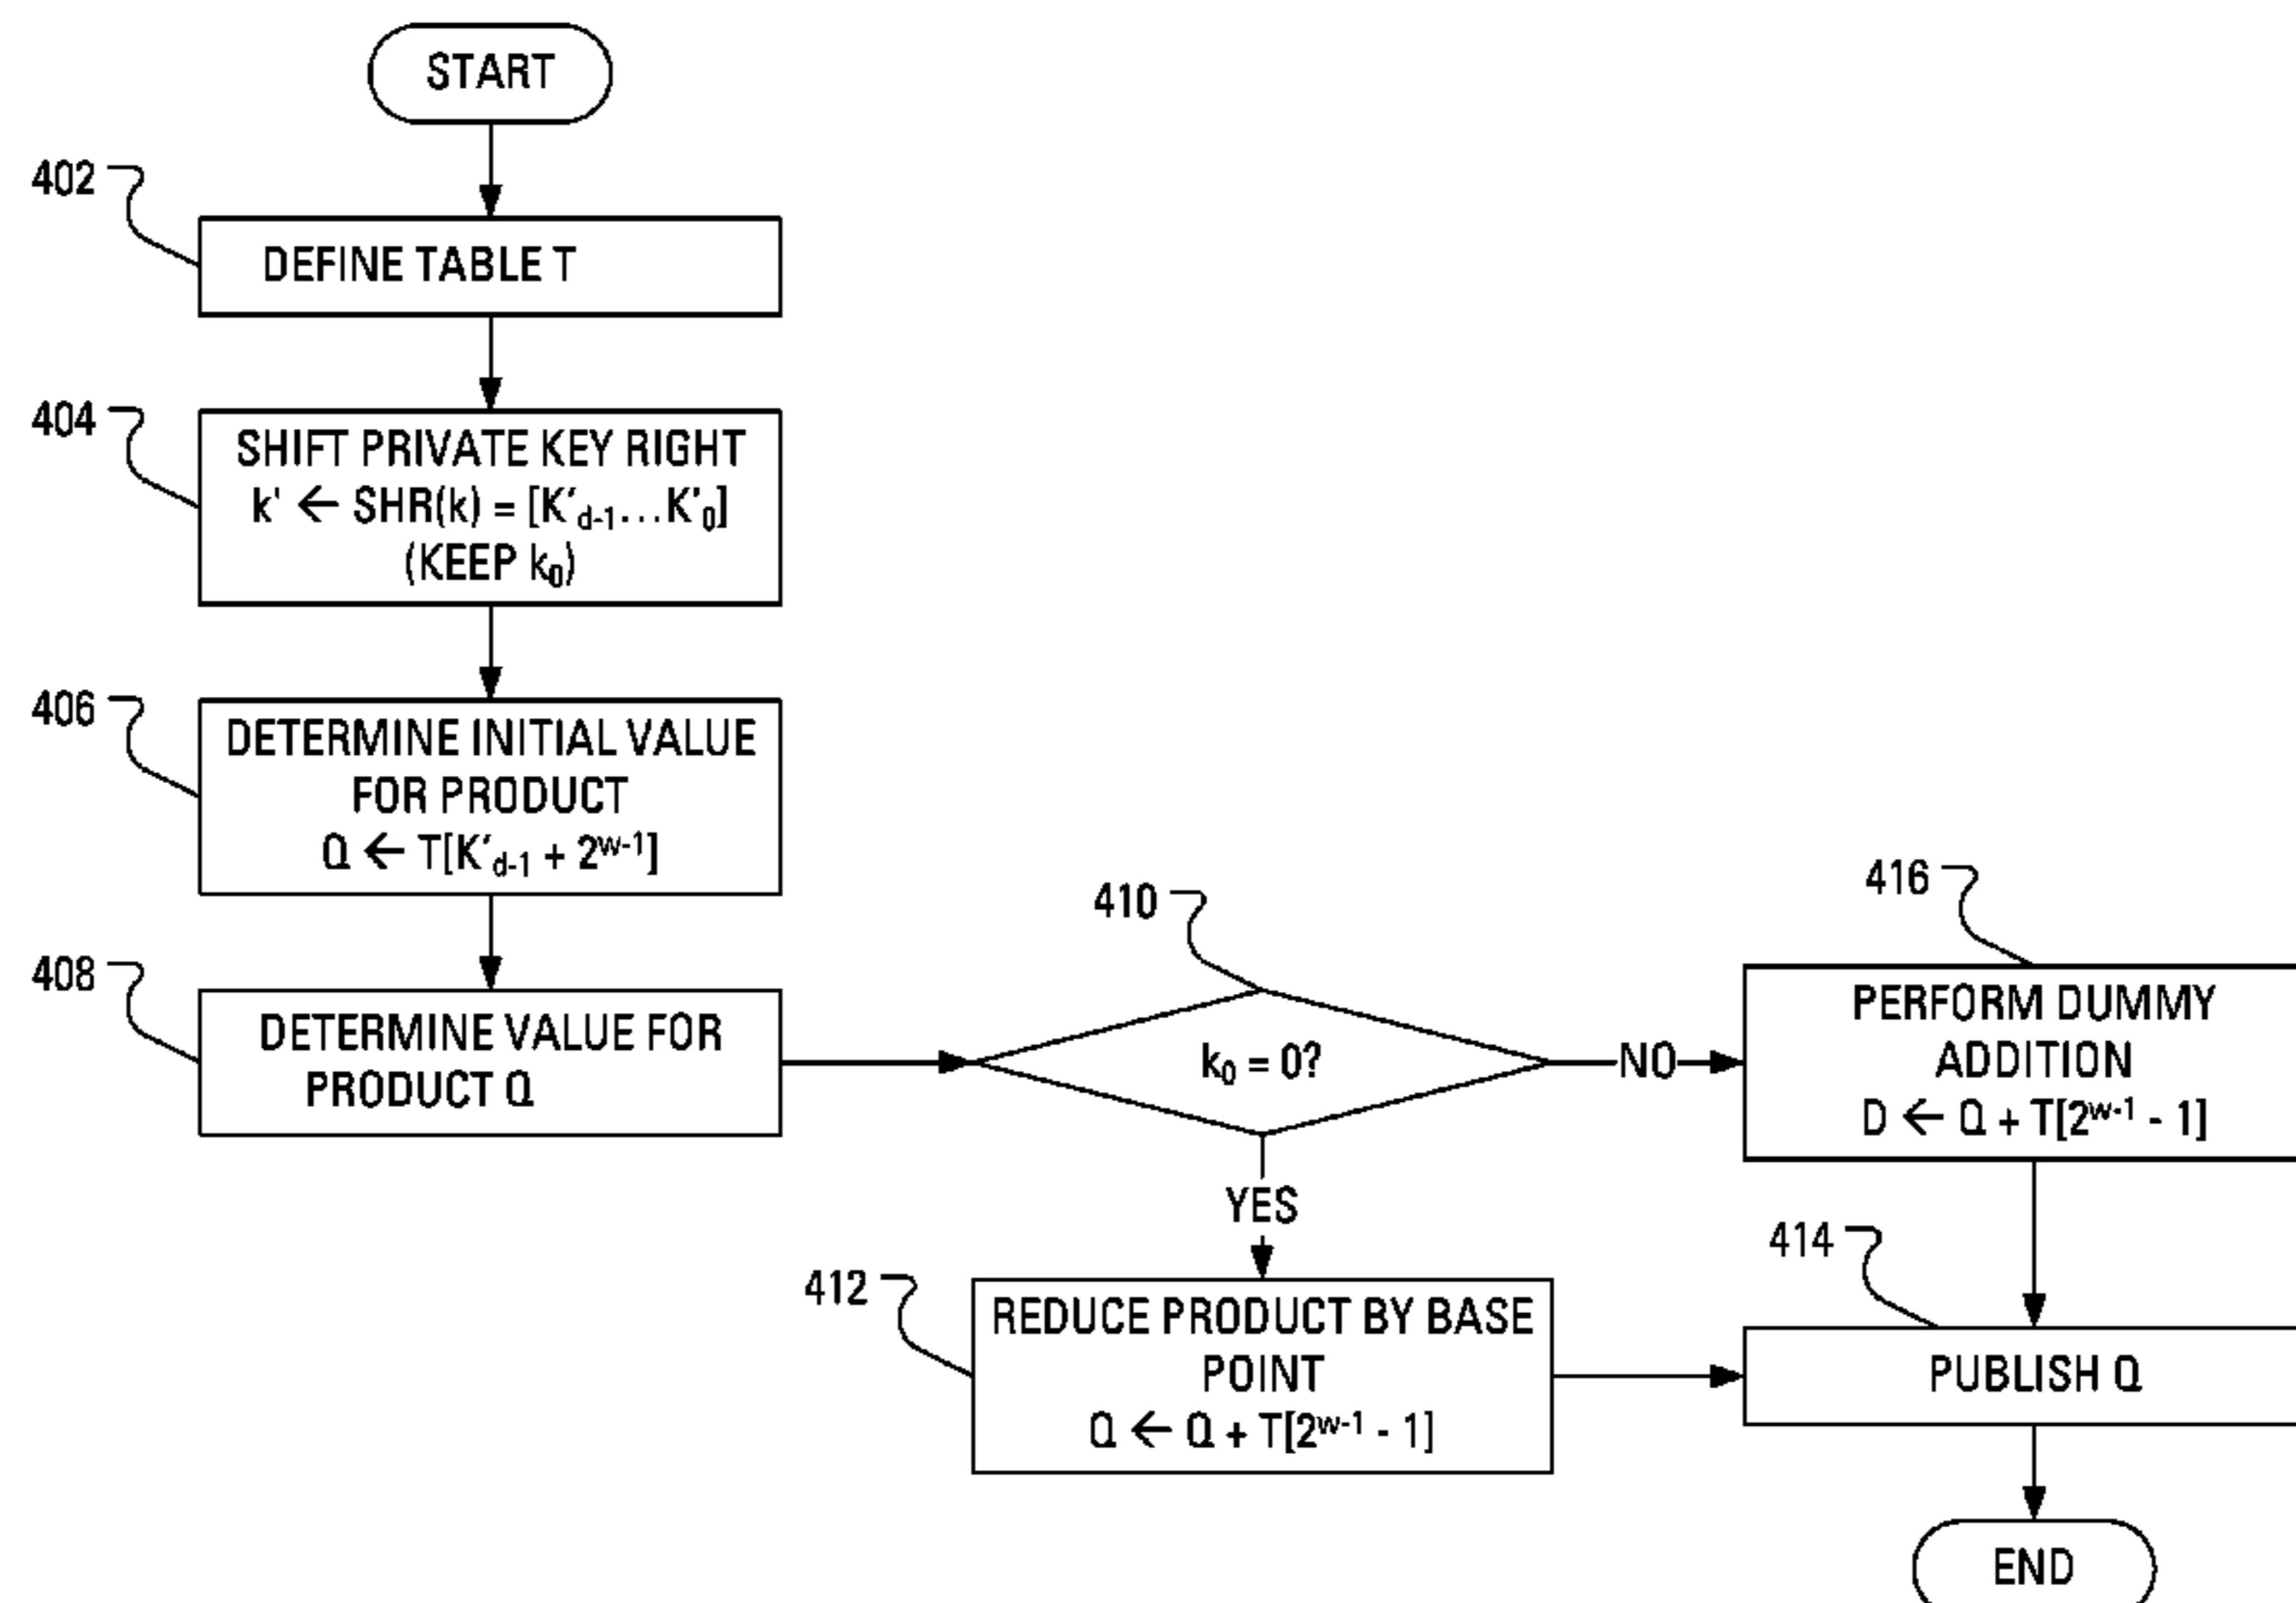 START
402
DEFINE TABLE T
404
SHIFT PRIVATE KEY RIGHT
k' ← SHR(k) = [K'd-1...K'0]
(KEEP k0)
406
DETERMINE INITIAL VALUE
FOR PRODUCT
Q ← T[K'd-1 + 2w-1]
408
DETERMINE VALUE FOR
PRODUCT Q
410
k0 = 0?
NO
YES
416
PERFORM DUMMY
ADDITION
D ← Q + T[2w-1 - 1]
412
REDUCE PRODUCT BY BASE
POINT
Q ← Q + T[2w-1 - 1]
414
PUBLISH Q
END